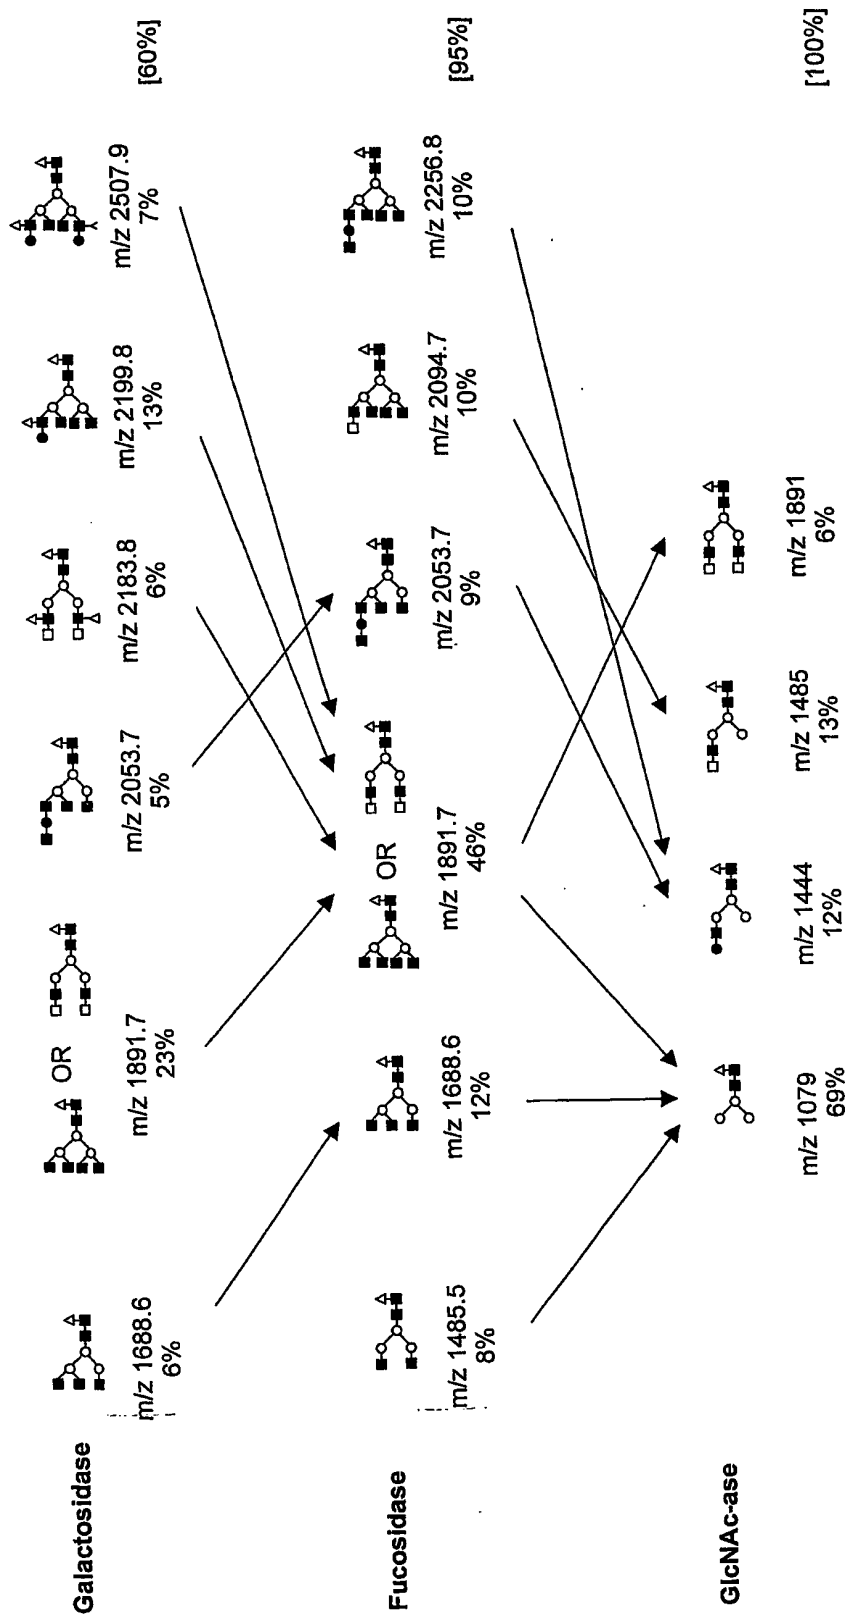 Galactosidase
m/z 1688.6
6%
OR
m/z 1891.7
23%
m/z 2053.7
5%
m/z 2183.8
6%
m/z 2199.8
13%
m/z 2507.9
7%
[60%]
Fucosidase
m/z 1485.5
8%
m/z 1688.6
12%
OR
m/z 1891.7
46%
m/z 2053.7
9%
m/z 2094.7
10%
m/z 2256.8
10%
[95%]
GlcNAc-ase
m/z 1079
69%
m/z 1444
12%
m/z 1485
13%
m/z 1891
6%
[100%]